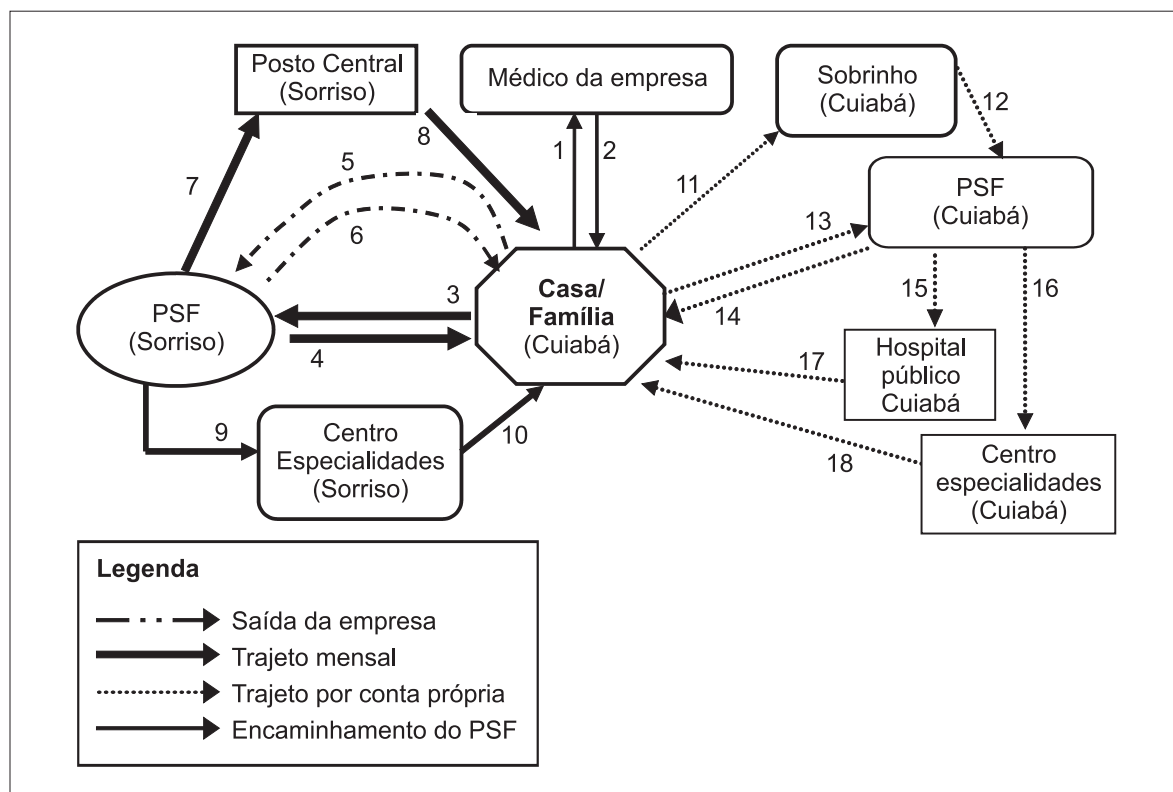 Posto Central
(Sorriso)
Médico da empresa
Sobrinho
(Cuiabá)
12
8
5
1
2
11
7
PSF
(Cuiabá)
6
13
3
Casa/
Família
(Cuiabá)
14
15
16
PSF
(Sorriso)
4
Hospital
público
Cuiabá
17
9
Centro
Especialidades
(Sorriso)
10
18
Centro
especialidades
(Cuiabá)
Legenda
Saída da empresa
Trajeto mensal
Trajeto por conta própria
Encaminhamento do PSF